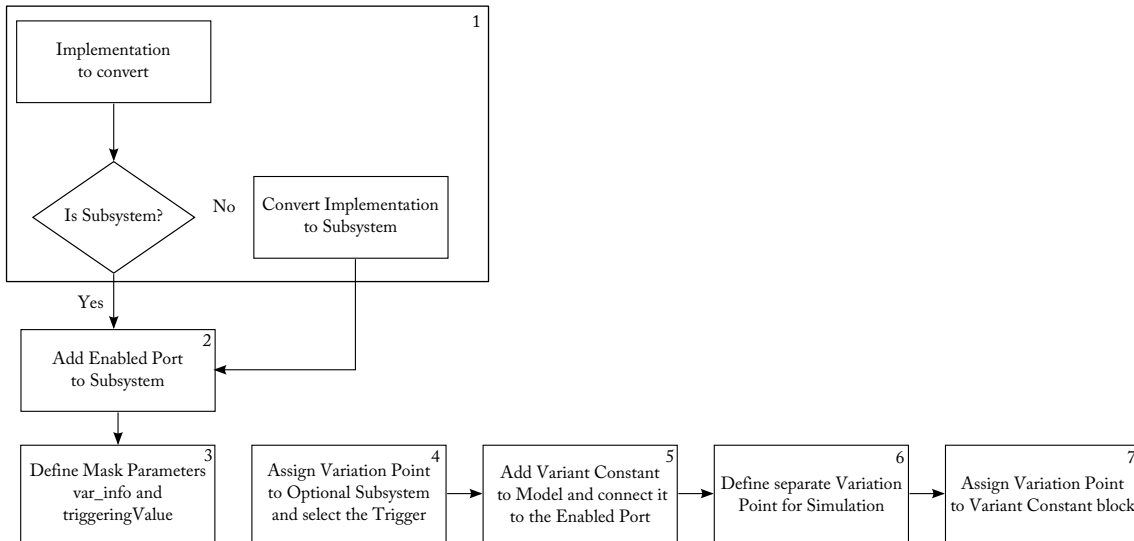 1
Implementation
to convert
Is Subsystem?
No
Convert Implementation
to Subsystem
Yes
2
Add Enabled Port
to Subsystem
3
Define Mask Parameters
var_info and
triggeringValue
4
Assign Variation Point
to Optional Subsystem
and select the Trigger
5
Add Variant Constant
to Model and connect it
to the Enabled Port
6
Define separate Variation
Point for Simulation
7
Assign Variation Point
to Variant Constant block